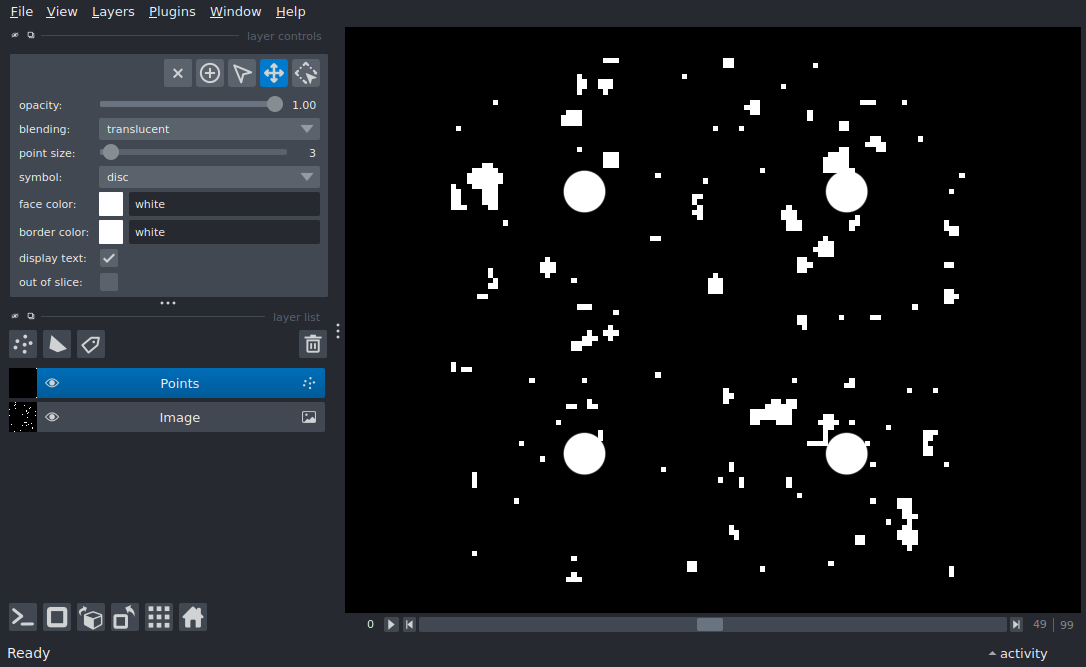 File View Layers Plugins Window Help
layer controls
opacity: 1.00
blending: translucent
point size: 3
symbol: disc
face color: white
border color: white
display text:
out of slice:
layer list
Points
Image
0 49 99
Ready activity